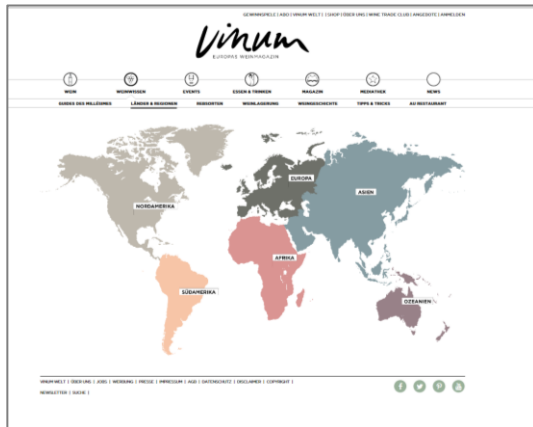 GEWINNSPIELE | ABO | VINUM WELT | | SHOP | ÜBER UNS | WINE TRADE CLUB | ANGEBOTE | ANMELDEN
Vinum
EUROPAS WEINMAGAZIN
WEIN WEINWISSEN EVENTS ESSEN & TRINKEN MAGAZIN MEDIATHEK NEWS
GUIDES DES MILLÉSIMES LÄNDER & REGIONEN REBSORTEN WEINLAGERUNG WEINGESCHICHTE TIPPS & TRICKS AU RESTAURANT
EUROPA
ASIEN
NORDAMERIKA
AFRIKA
SÜDAMERIKA
OZEANIEN
VINUM WELT | ÜBER UNS | JOBS | WERBUNG | PRESSE | IMPRESSUM | AGB | DATENSCHUTZ | DISCLAIMER | COPYRIGHT |
NEWSLETTER | SUCHE |